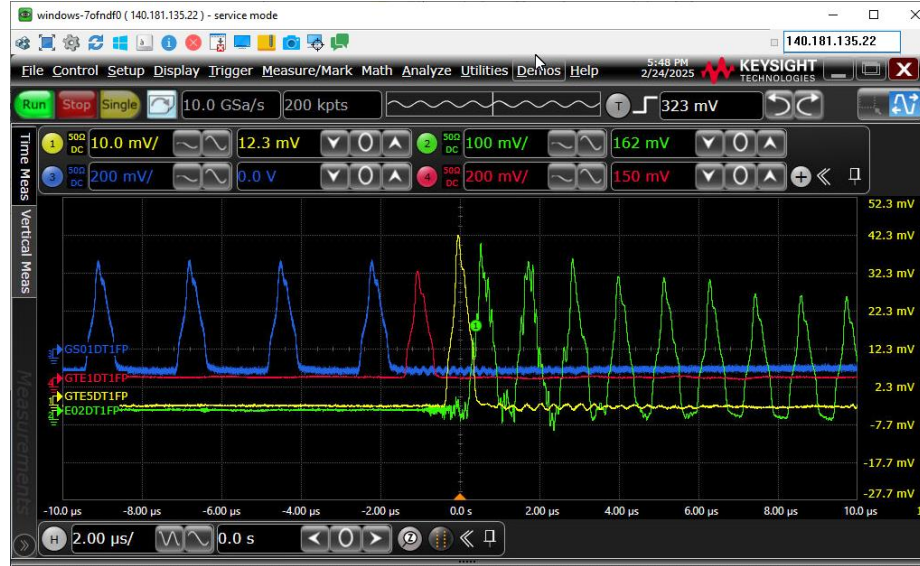 windows-7ofndf0 ( 140.181.135.22 ) - service mode
140.181.135.22
File Control Setup Display Trigger Measure/Mark Math Analyze Utilities Demos Help
5:48 PM
2/24/2025
KEYSIGHT
TECHNOLOGIES
Run Stop Single 10.0 GSa/s 200 kpts T 323 mV
1 50Ω DC 10.0 mV/ 12.3 mV 0 2 50Ω DC 100 mV/ 162 mV 0
3 50Ω DC 200 mV/ 0.0 V 0 4 50Ω DC 200 mV/ 150 mV 0
Time Meas
Vertical Meas
Measurements
52.3 mV
42.3 mV
32.3 mV
22.3 mV
12.3 mV
2.3 mV
-7.7 mV
-17.7 mV
-27.7 mV
GS01DT1FP
GTE1DT1FP
GTE5DT1FP
E02DT1FP
1
-10.0 µs -8.00 µs -6.00 µs -4.00 µs -2.00 µs 0.0 s 2.00 µs 4.00 µs 6.00 µs 8.00 µs 10.0 µs
H 2.00 µs/ 0.0 s 0 Z